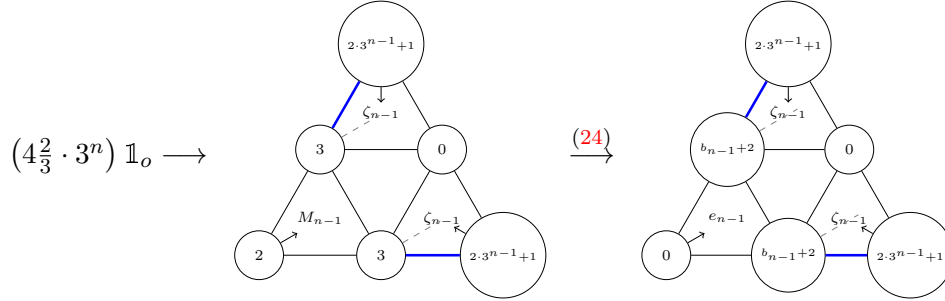 2·3ⁿ⁻¹+1 2·3ⁿ⁻¹+1
ζₙ₋₁ ζₙ₋₁
(4⅔ · 3ⁿ) 𝟙ₒ ⟶ 3 0 (24) ⟶ bₙ₋₁+2 0
Mₙ₋₁ ζₙ₋₁ eₙ₋₁ ζₙ₋₁
2 3 2·3ⁿ⁻¹+1 0 bₙ₋₁+2 2·3ⁿ⁻¹+1